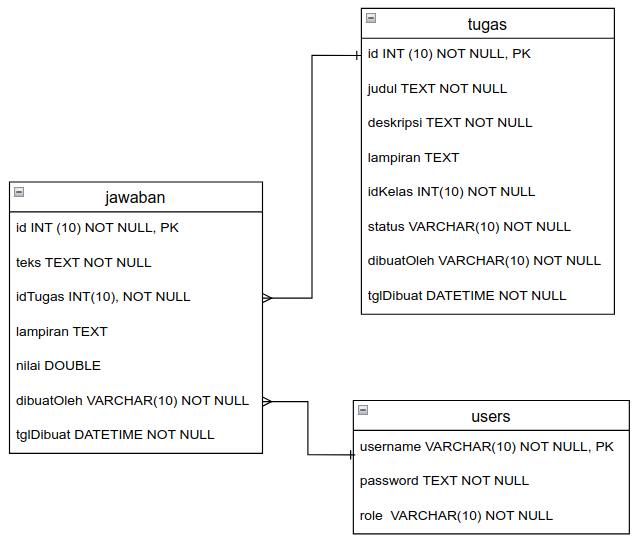 tugas
id INT (10) NOT NULL, PK
judul TEXT NOT NULL
deskripsi TEXT NOT NULL
lampiran TEXT
idKelas INT(10) NOT NULL
status VARCHAR(10) NOT NULL
dibuatOleh VARCHAR(10) NOT NULL
tglDibuat DATETIME NOT NULL
jawaban
id INT (10) NOT NULL, PK
teks TEXT NOT NULL
idTugas INT(10), NOT NULL
lampiran TEXT
nilai DOUBLE
dibuatOleh VARCHAR(10) NOT NULL
tglDibuat DATETIME NOT NULL
users
username VARCHAR(10) NOT NULL, PK
password TEXT NOT NULL
role VARCHAR(10) NOT NULL